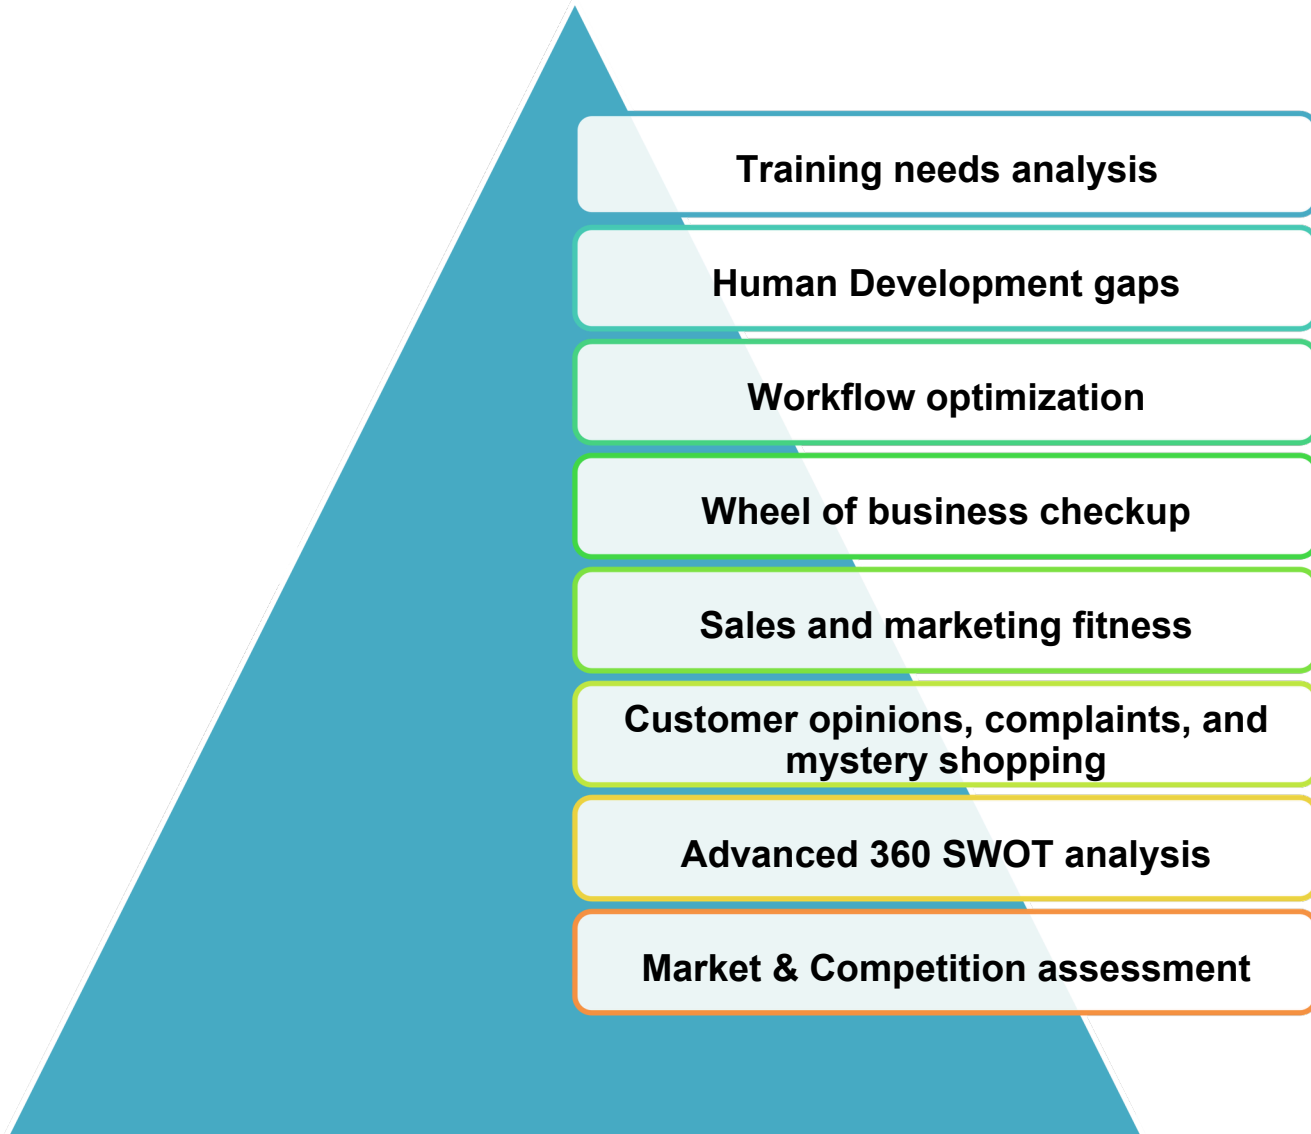 Training needs analysis
Human Development gaps
Workflow optimization
Wheel of business checkup
Sales and marketing fitness
Customer opinions, complaints, and
mystery shopping
Advanced 360 SWOT analysis
Market & Competition assessment